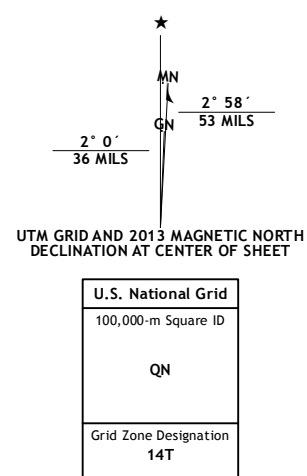 ★
MN
2° 58´
53 MILS
GN
2° 0´
36 MILS
UTM GRID AND 2013 MAGNETIC NORTH
DECLINATION AT CENTER OF SHEET
U.S. National Grid
100,000-m Square ID
QN
Grid Zone Designation
14T